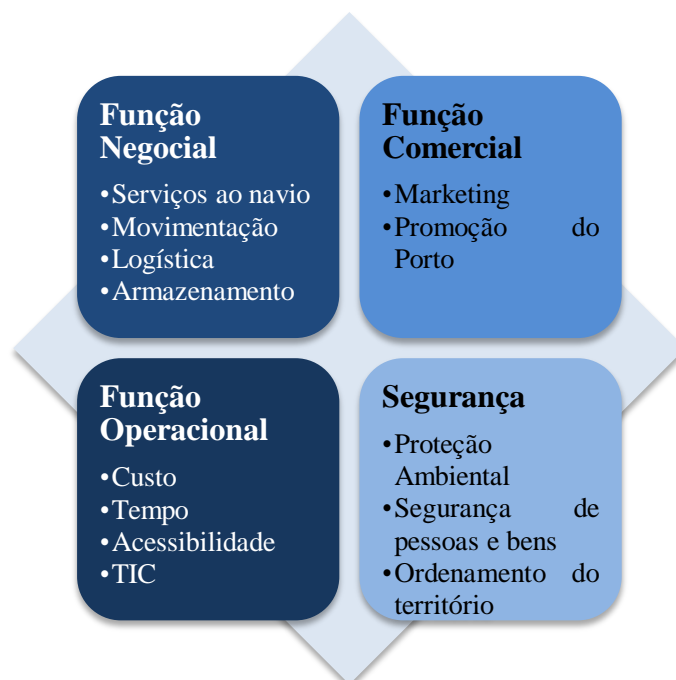 Função
Negocial
•Serviços ao navio
•Movimentação
•Logística
•Armazenamento
Função
Comercial
•Marketing
•Promoção do
Porto
Função
Operacional
•Custo
•Tempo
•Acessibilidade
•TIC
Segurança
•Proteção
Ambiental
•Segurança de
pessoas e bens
•Ordenamento do
território